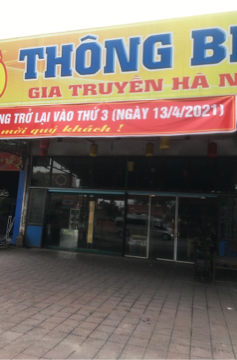 THÔNG B
GIA TRUYỀN HÀ N
NG TRỞ LẠI VÀO THỨ 3 (NGÀY 13/4/2021)
mời quý khách !